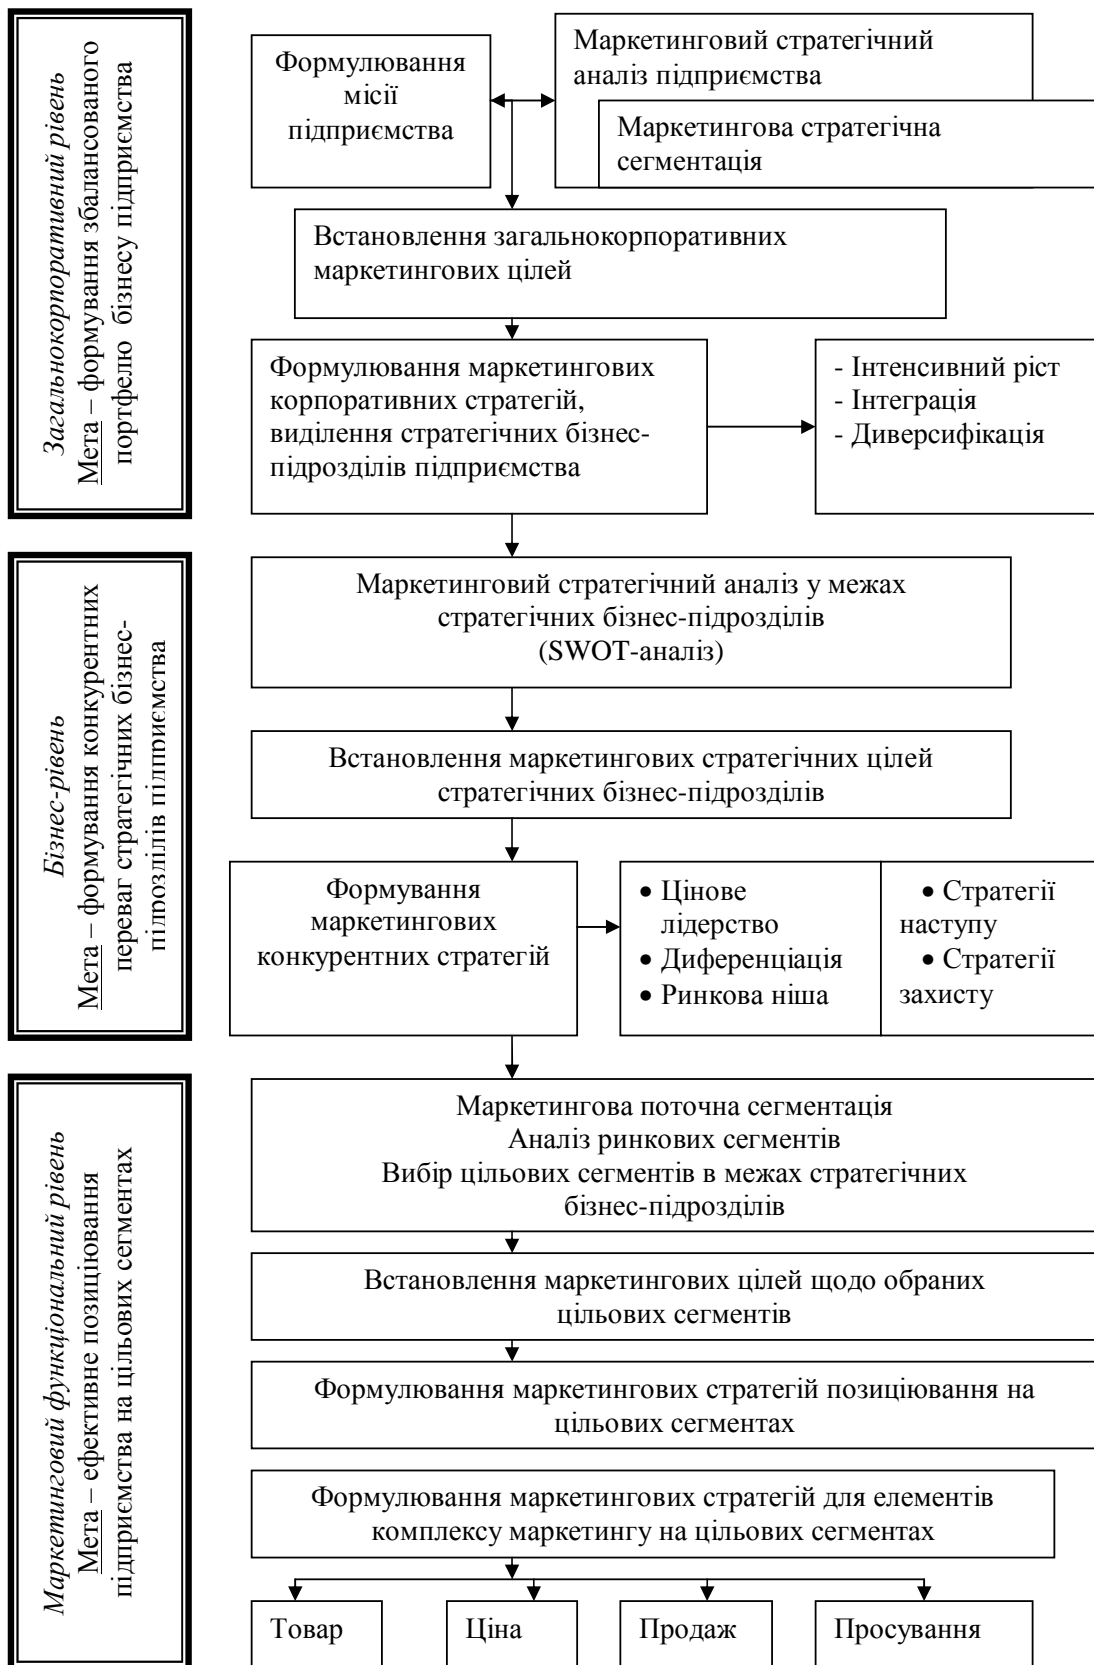 Загальнокорпоративний рівень
Мета – формування збалансованого
портфелю бізнесу підприємства
Формулювання
місії
підприємства
Маркетинговий стратегічний
аналіз підприємства
Маркетингова стратегічна
сегментація
Встановлення загальнокорпоративних
маркетингових цілей
Формулювання маркетингових
корпоративних стратегій,
виділення стратегічних бізнес-
підрозділів підприємства
- Інтенсивний ріст
- Інтеграція
- Диверсифікація
Бізнес-рівень
Мета – формування конкурентних
переваг стратегічних бізнес-
підрозділів підприємства
Маркетинговий стратегічний аналіз у межах
стратегічних бізнес-підрозділів
(SWOT-аналіз)
Встановлення маркетингових стратегічних цілей
стратегічних бізнес-підрозділів
Формування
маркетингових
конкурентних стратегій
• Цінове
лідерство
• Диференціація
• Ринкова ніша
• Стратегії
наступу
• Стратегії
захисту
Маркетинговий функціональний рівень
Мета – ефективне позиціювання
підприємства на цільових сегментах
Маркетингова поточна сегментація
Аналіз ринкових сегментів
Вибір цільових сегментів в межах стратегічних
бізнес-підрозділів
Встановлення маркетингових цілей щодо обраних
цільових сегментів
Формулювання маркетингових стратегій позиціювання на
цільових сегментах
Формулювання маркетингових стратегій для елементів
комплексу маркетингу на цільових сегментах
Товар
Ціна
Продаж
Просування